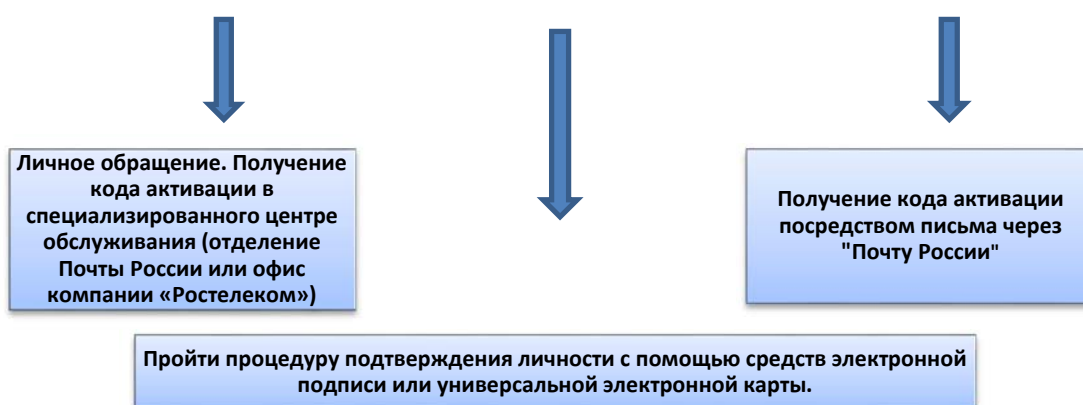 Личное обращение. Получение
кода активации в
специализированного центре
обслуживания (отделение
Почты России или офис
компании «Ростелеком»)
Получение кода активации
посредством письма через
"Почту России"
Пройти процедуру подтверждения личности с помощью средств электронной
подписи или универсальной электронной карты.